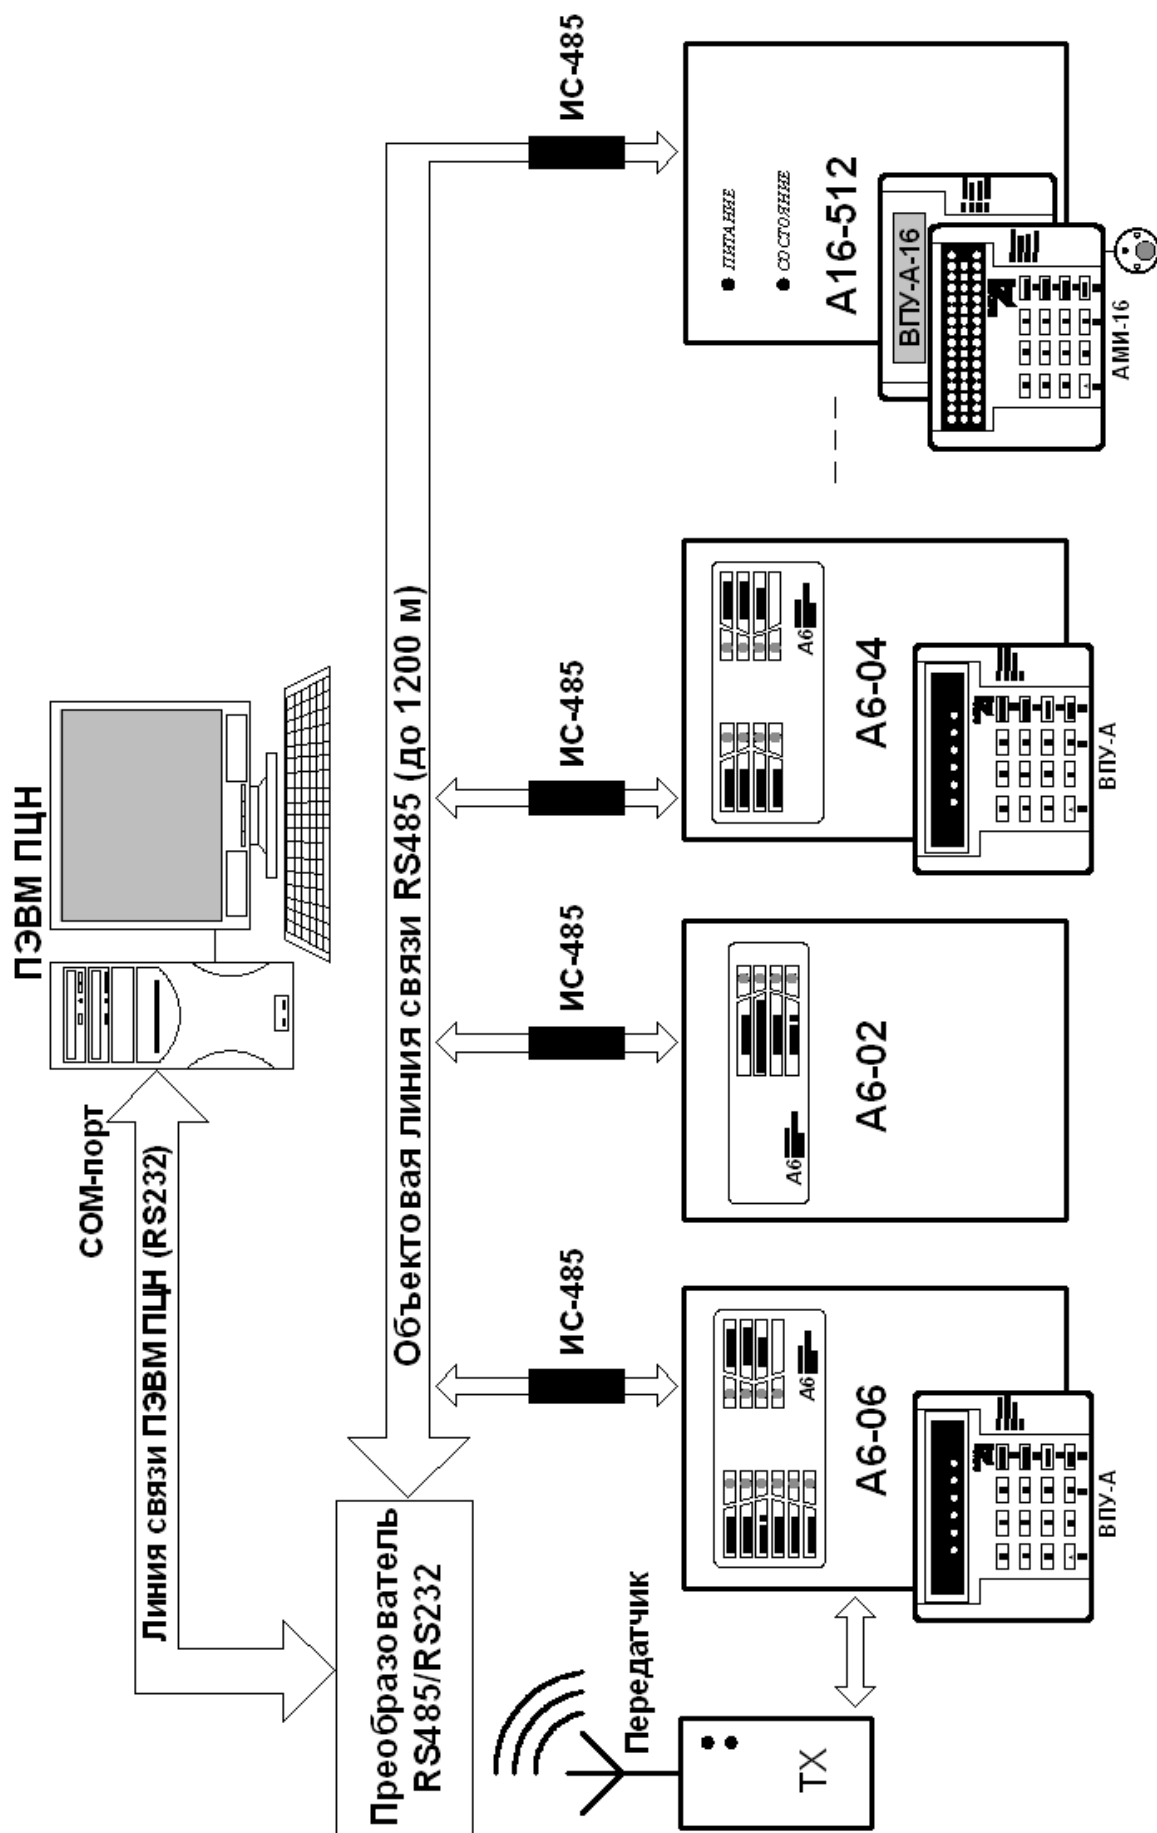 ПЭВМ ПЦН
COM-порт
Линия связи ПЭВМ ПЦН (RS232)
Преобразователь
RS485/RS232
Объектовая линия связи RS485 (до 1200 м)
ИС-485
ИС-485
ИС-485
ИС-485
Передатчик
TX
А6
А6-06
ВПУ-А
А6
А6-02
А6
А6-04
ВПУ-А
ПИТАНИЕ
СОСТОЯНИЕ
А16-512
ВПУ-А-16
АМИ-16